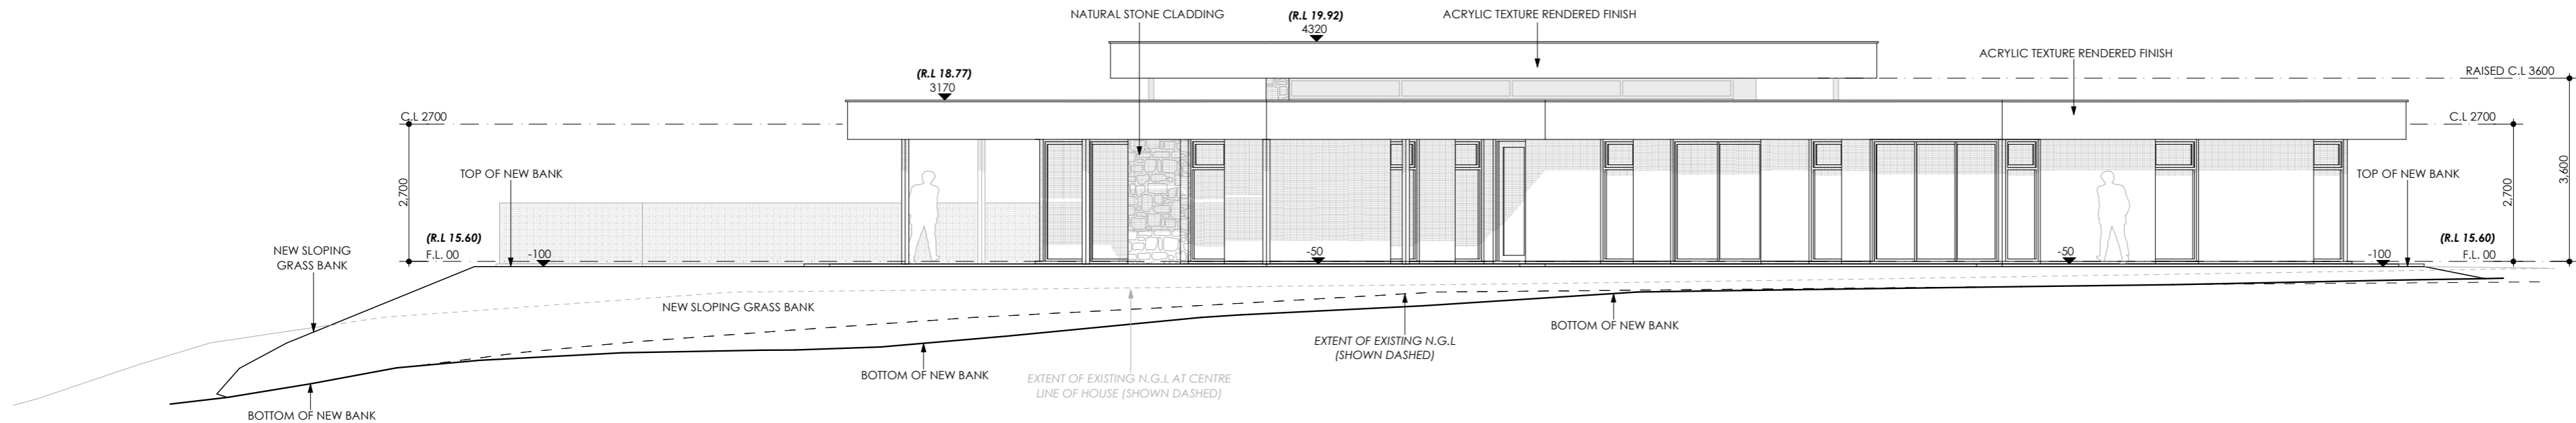 NATURAL STONE CLADDING
(R.L 19.92)
4320
ACRYLIC TEXTURE RENDERED FINISH
ACRYLIC TEXTURE RENDERED FINISH
(R.L 18.77)
3170
RAISED C.L 3600
C.L 2700
C.L 2700
TOP OF NEW BANK
TOP OF NEW BANK
2,700
2,700
3,600
(R.L 15.60)
F.L. 00
-100
-50
-50
-100
(R.L 15.60)
F.L. 00
NEW SLOPING
GRASS BANK
NEW SLOPING GRASS BANK
BOTTOM OF NEW BANK
EXTENT OF EXISTING N.G.L
(SHOWN DASHED)
BOTTOM OF NEW BANK
EXTENT OF EXISTING N.G.L AT CENTRE
LINE OF HOUSE (SHOWN DASHED)
BOTTOM OF NEW BANK